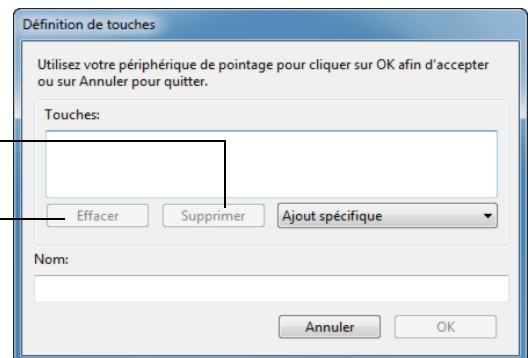 Définition de touches
Utilisez votre périphérique de pointage pour cliquer sur OK afin d'accepter
ou sur Annuler pour quitter.
Touches:
Effacer Supprimer Ajout spécifique
Nom:
Annuler OK